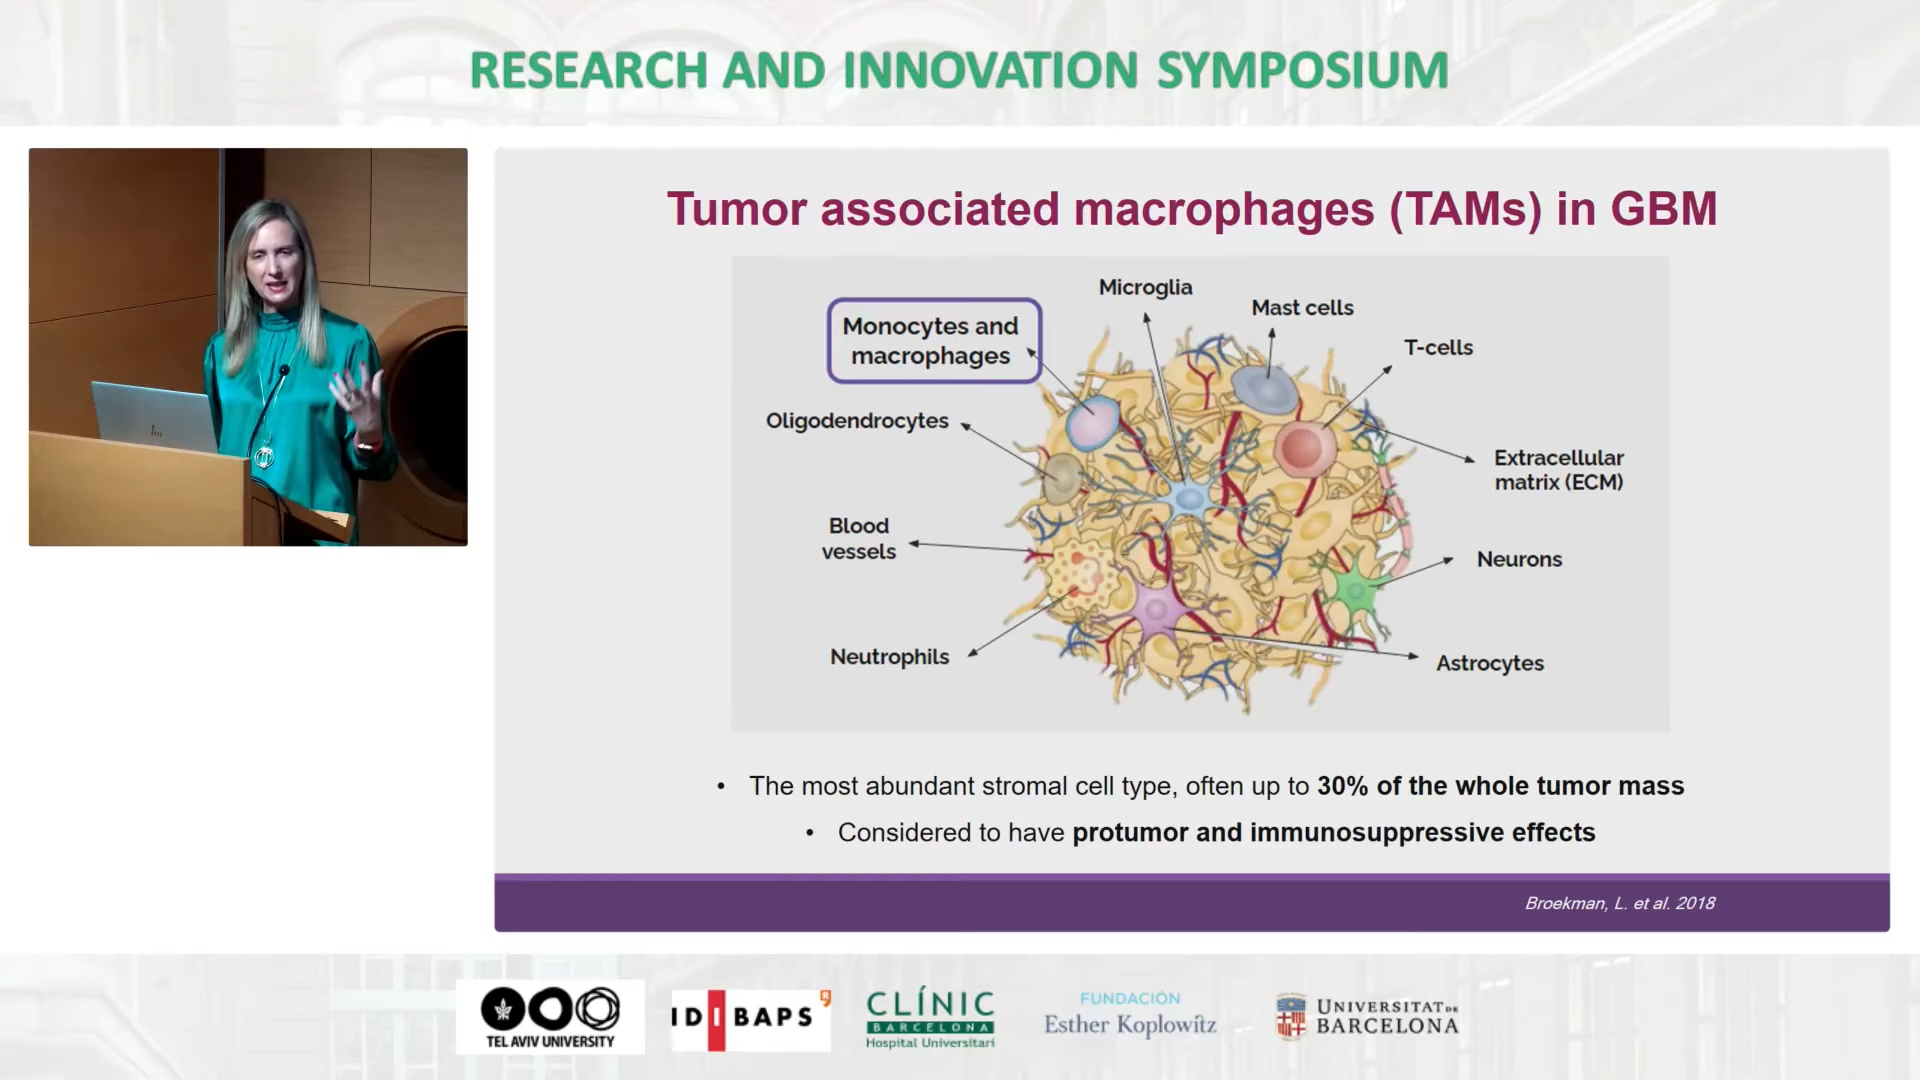 RESEARCH AND INNOVATION SYMPOSIUM
Tumor associated macrophages (TAMs) in GBM
Microglia
Mast cells
Monocytes and
macrophages
T-cells
Oligodendrocytes
Extracellular
matrix (ECM)
Blood
vessels
Neurons
Neutrophils
Astrocytes
• The most abundant stromal cell type, often up to 30% of the whole tumor mass
• Considered to have protumor and immunosuppressive effects
Broekman, L. et al. 2018
TEL AVIV UNIVERSITY
IDIBAPS
CLÍNIC
BARCELONA
Hospital Universitari
FUNDACIÓN
Esther Koplowitz
UNIVERSITAT DE
BARCELONA